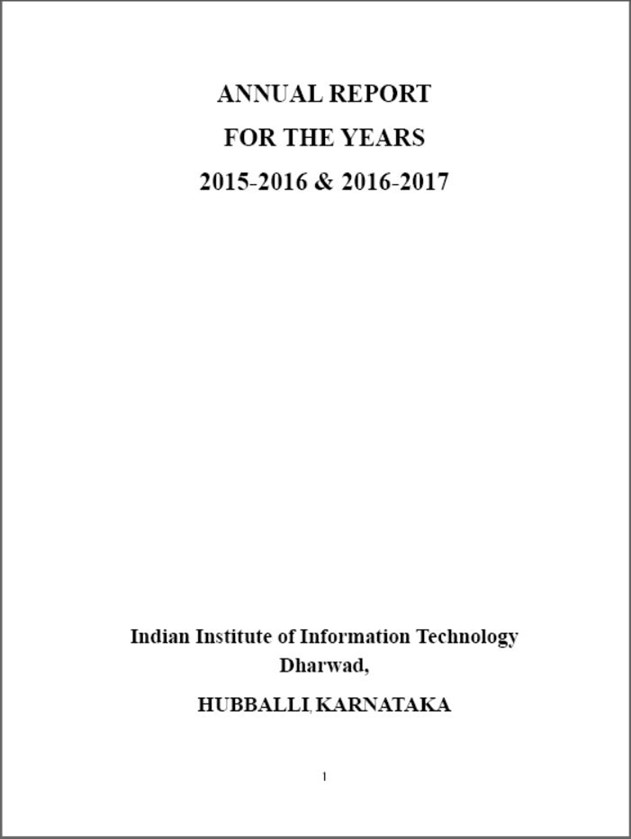 ANNUAL REPORT
FOR THE YEARS
2015-2016 & 2016-2017
Indian Institute of Information Technology
Dharwad,
HUBBALLI, KARNATAKA
1